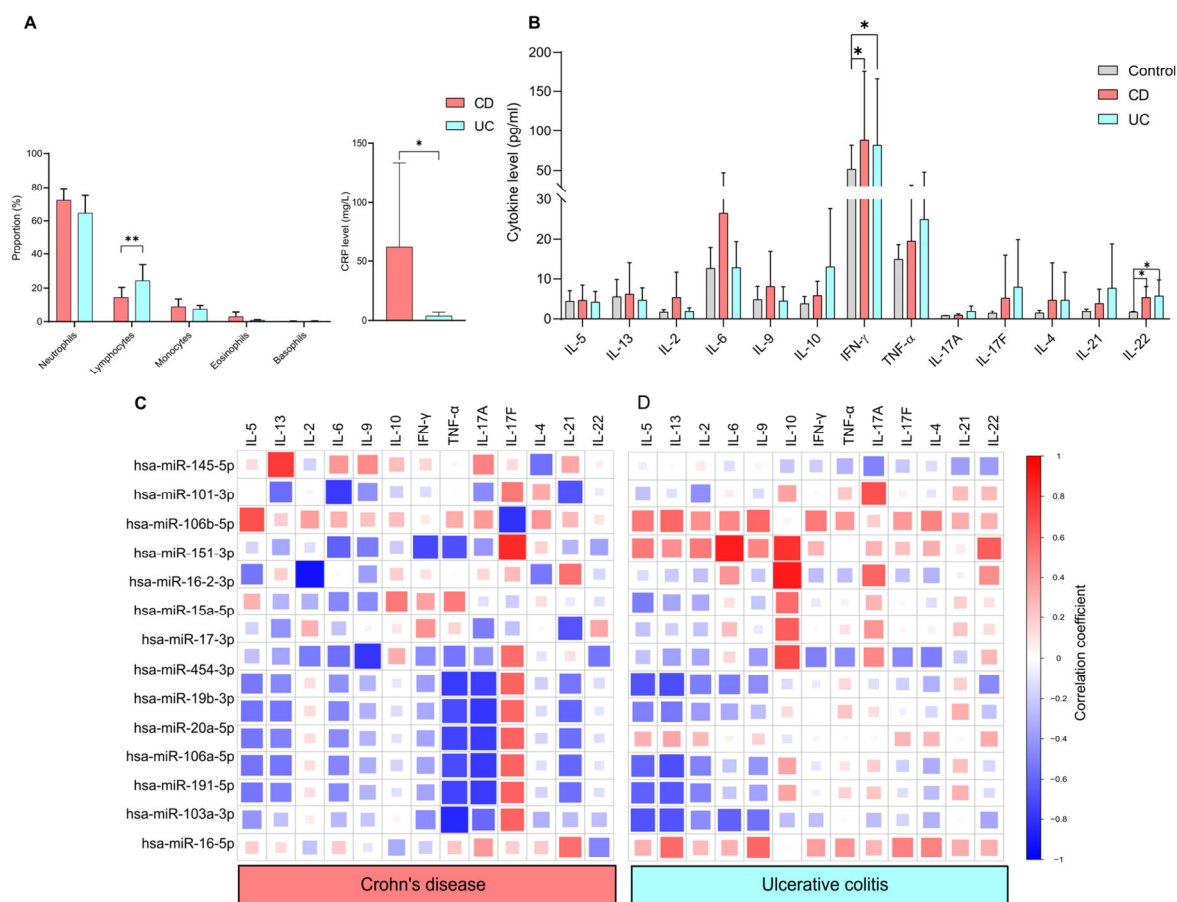 A
CD
UC
Proportion (%)
100
80
60
40
20
0
**
Neutrophils
Lymphocytes
Monocytes
Eosinophils
Basophils
CRP level (mg/L)
150
100
50
0
*
B
Control
CD
UC
Cytokine level (pg/ml)
200
150
100
50
30
20
10
0
*
*
*
*
IL-5
IL-13
IL-2
IL-6
IL-9
IL-10
IFN-γ
TNF-α
IL-17A
IL-17F
IL-4
IL-21
IL-22
C
IL-5
IL-13
IL-2
IL-6
IL-9
IL-10
IFN-γ
TNF-α
IL-17A
IL-17F
IL-4
IL-21
IL-22
D
IL-5
IL-13
IL-2
IL-6
IL-9
IL-10
IFN-γ
TNF-α
IL-17A
IL-17F
IL-4
IL-21
IL-22
hsa-miR-145-5p
hsa-miR-101-3p
hsa-miR-106b-5p
hsa-miR-151-3p
hsa-miR-16-2-3p
hsa-miR-15a-5p
hsa-miR-17-3p
hsa-miR-454-3p
hsa-miR-19b-3p
hsa-miR-20a-5p
hsa-miR-106a-5p
hsa-miR-191-5p
hsa-miR-103a-3p
hsa-miR-16-5p
1
0.8
0.6
0.4
0.2
0
−0.2
−0.4
−0.6
−0.8
−1
Correlation coefficient
Crohn's disease
Ulcerative colitis